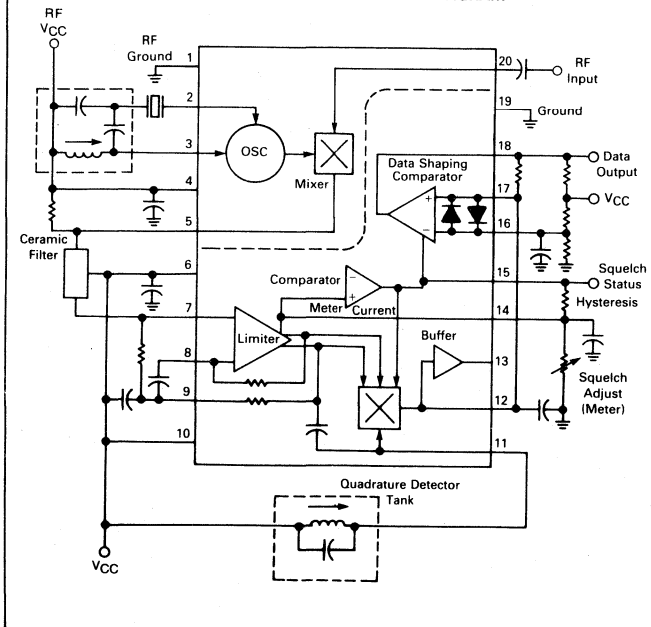 RF
VCC
RF
Ground
1
20
RF
Input
2
19
Ground
OSC
3
18
Data
Output
Mixer
Data Shaping
Comparator
4
+
17
VCC
5
−
16
Ceramic
Filter
6
15
Squelch
Status
Comparator
−
+
Hysteresis
Meter Current
7
14
Limiter
Buffer
8
13
Squelch
Adjust
(Meter)
9
12
10
11
Quadrature Detector
Tank
VCC